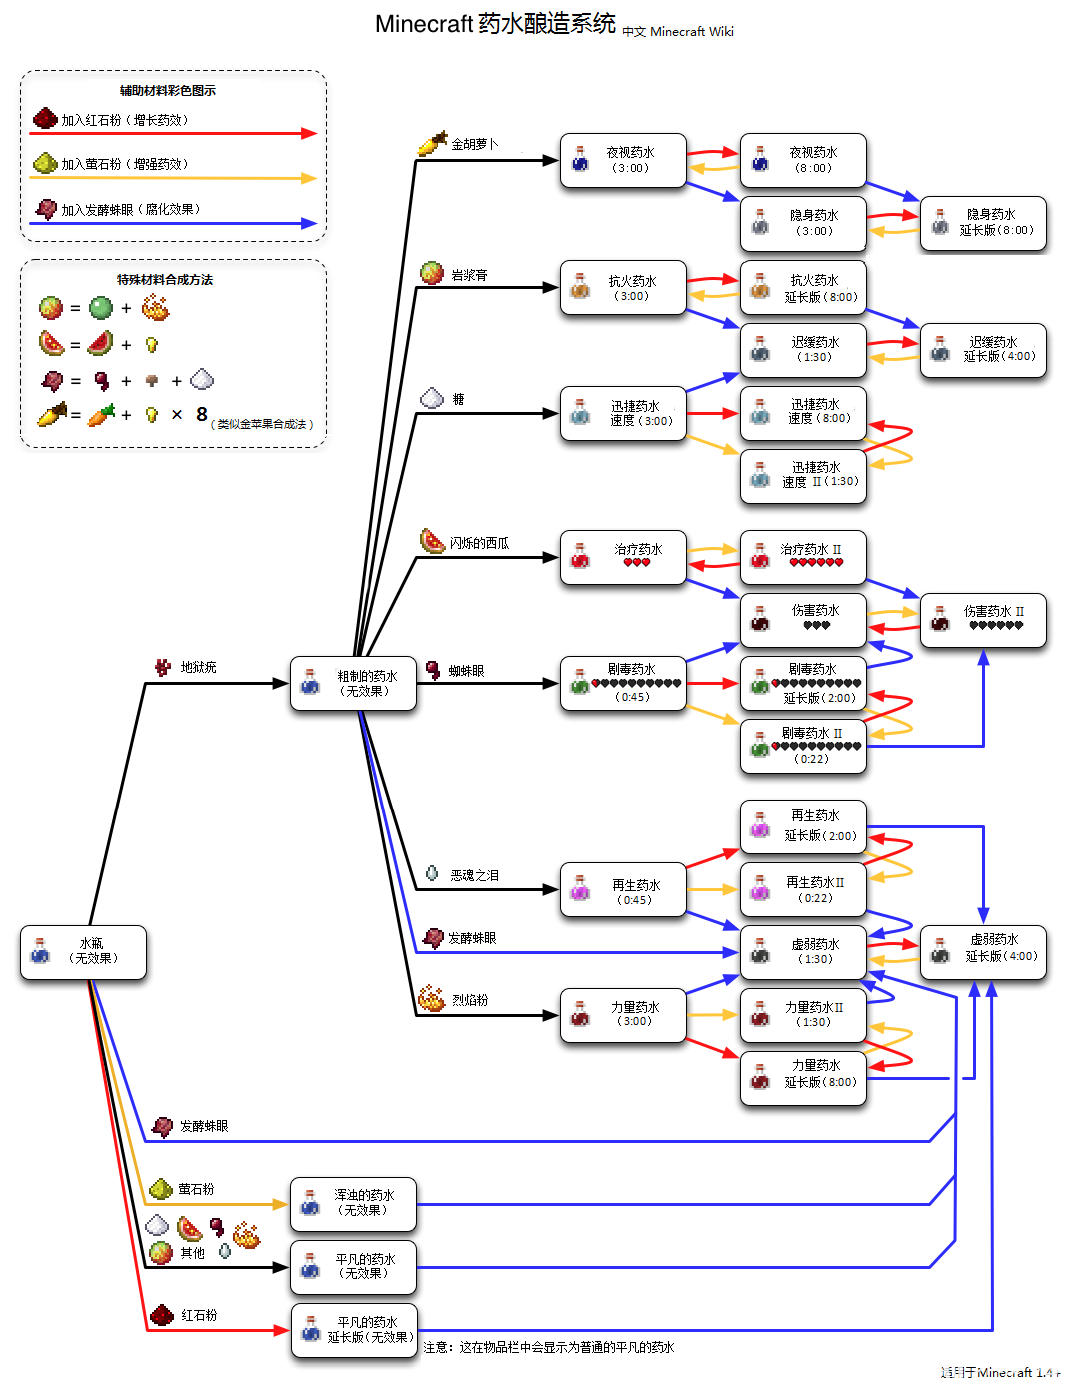 Minecraft 药水酿造系统 中文 Minecraft Wiki
辅助材料彩色图示
加入红石粉（增长药效）
加入萤石粉（增强药效）
加入发酵蛛眼（腐化效果）
特殊材料合成方法
= +
= +
= + +
= + × 8 （类似金苹果合成法）
金胡萝卜
夜视药水
（3:00）
夜视药水
（8:00）
隐身药水
（3:00）
隐身药水
延长版（8:00）
岩浆膏
抗火药水
（3:00）
抗火药水
延长版（8:00）
迟缓药水
（1:30）
迟缓药水
延长版（4:00）
糖
迅捷药水
速度（3:00）
迅捷药水
速度（8:00）
迅捷药水
速度 II（1:30）
闪烁的西瓜
治疗药水
治疗药水 II
伤害药水
伤害药水 II
地狱疣
粗制的药水
（无效果）
蜘蛛眼
剧毒药水
（0:45）
剧毒药水
延长版（2:00）
剧毒药水 II
（0:22）
恶魂之泪
再生药水
（0:45）
再生药水
延长版（2:00）
再生药水II
（0:22）
水瓶
（无效果）
发酵蛛眼
虚弱药水
（1:30）
虚弱药水
延长版（4:00）
烈焰粉
力量药水
（3:00）
力量药水II
（1:30）
力量药水
延长版（8:00）
发酵蛛眼
萤石粉
浑浊的药水
（无效果）
其他
平凡的药水
（无效果）
红石粉
平凡的药水
延长版（无效果）
注意：这在物品栏中会显示为普通的平凡的药水
适用于Minecraft 1.4+